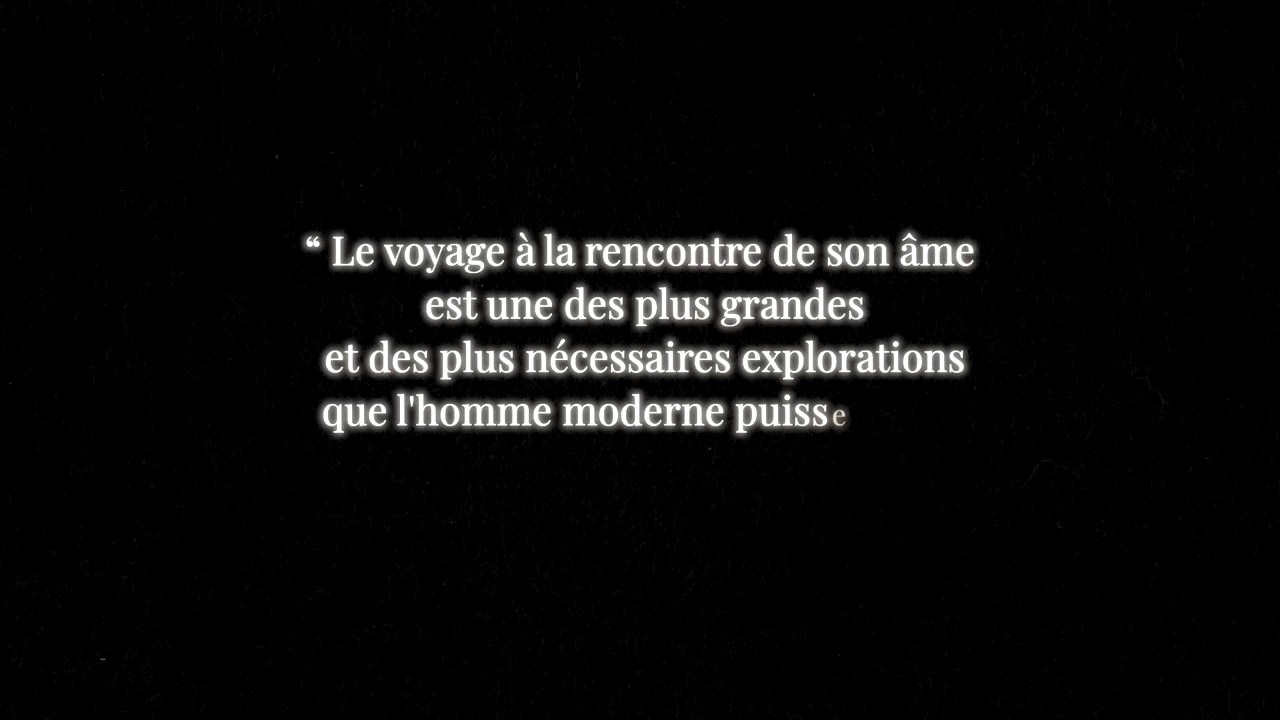 “ Le voyage à la rencontre de son âme
est une des plus grandes
et des plus nécessaires explorations
que l'homme moderne puisse